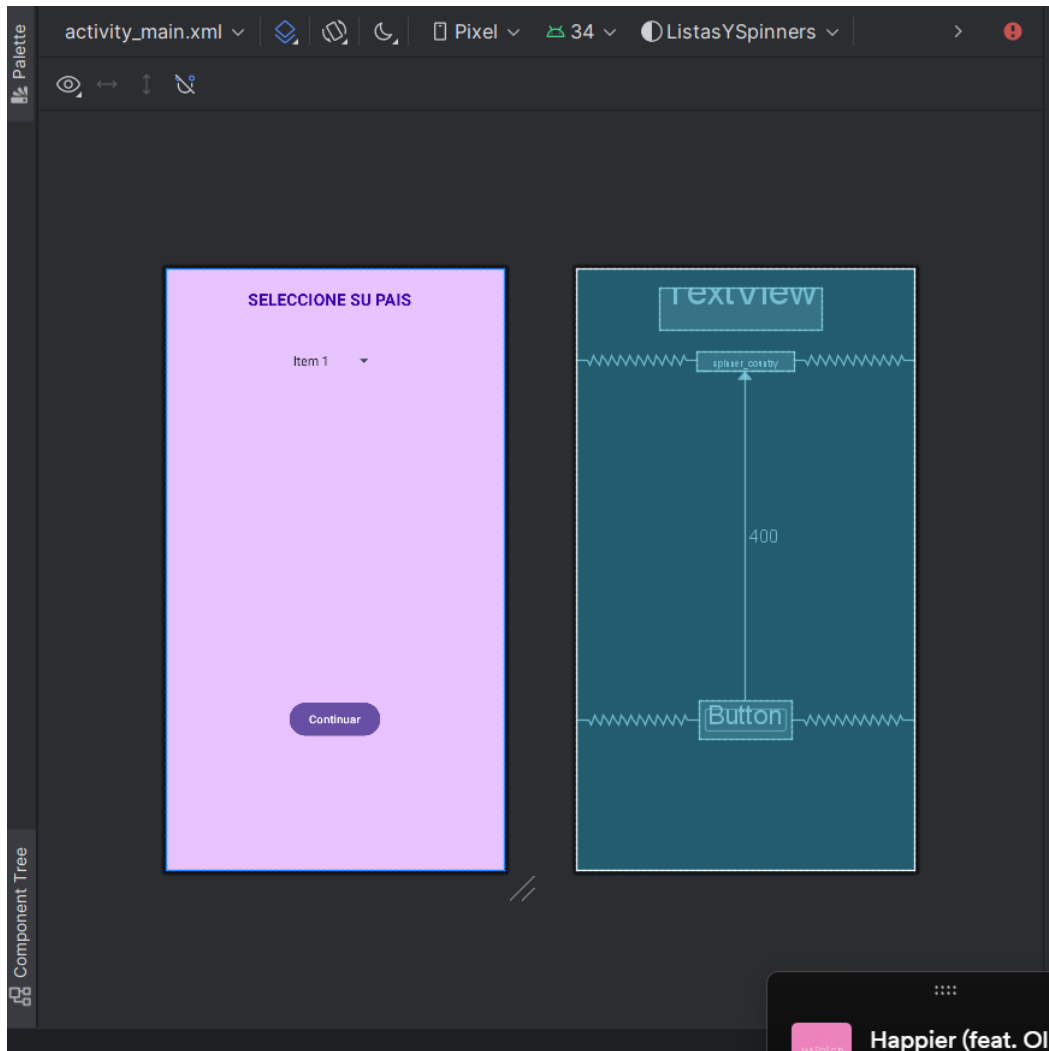 Palette
activity_main.xml
Pixel
34
ListasYSpinners
SELECCIONE SU PAIS
Item 1
Continuar
TextView
spinner_country
400
Button
Component Tree
Happier (feat. Ol